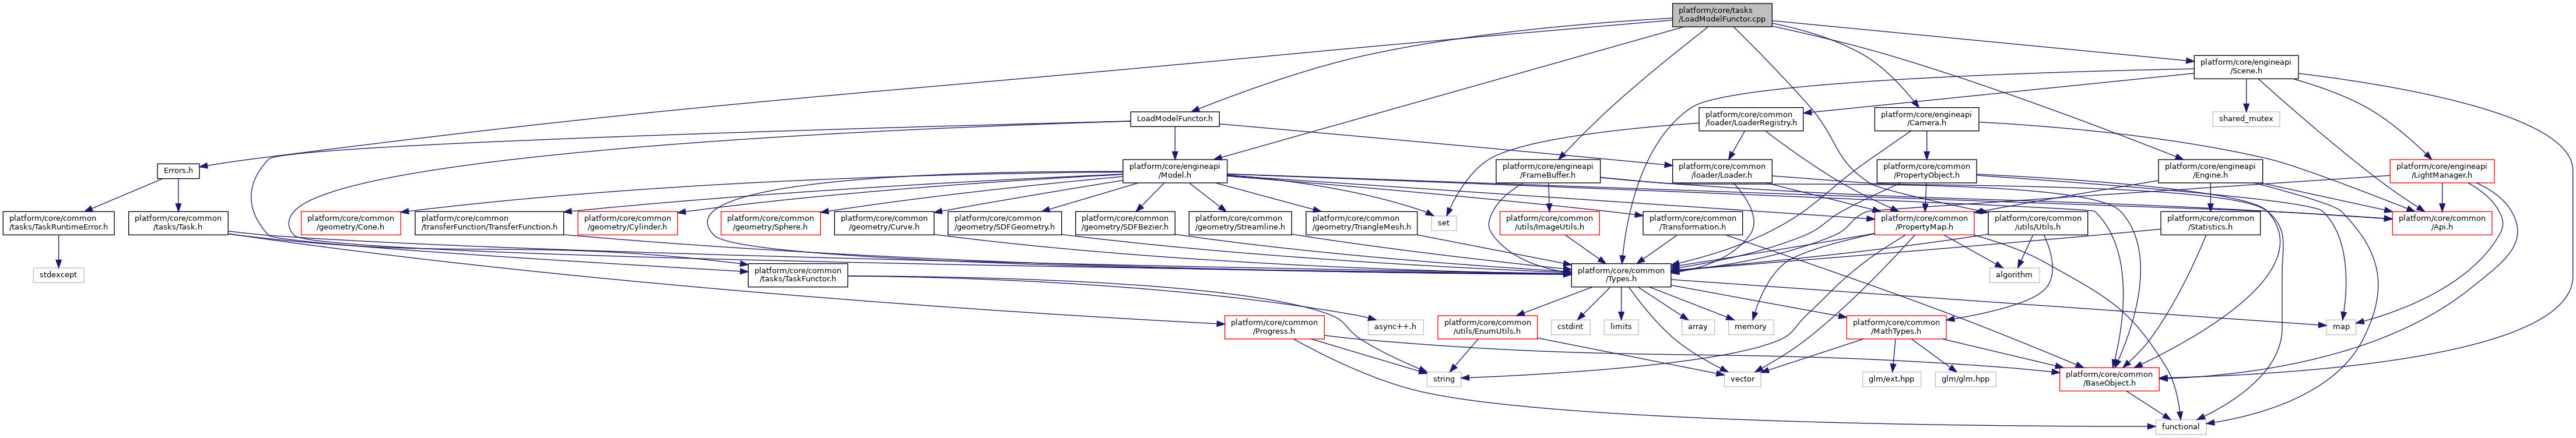 platform/core/tasks
/LoadModelFunctor.cpp
platform/core/engineapi
/Scene.h
LoadModelFunctor.h
platform/core/common
/loader/LoaderRegistry.h
platform/core/engineapi
/Camera.h
shared_mutex
Errors.h
platform/core/engineapi
/Model.h
platform/core/engineapi
/FrameBuffer.h
platform/core/common
/loader/Loader.h
platform/core/common
/PropertyObject.h
platform/core/engineapi
/Engine.h
platform/core/engineapi
/LightManager.h
platform/core/common
/tasks/TaskRuntimeError.h
platform/core/common
/tasks/Task.h
platform/core/common
/geometry/Cone.h
platform/core/common
/transferFunction/TransferFunction.h
platform/core/common
/geometry/Cylinder.h
platform/core/common
/geometry/Sphere.h
platform/core/common
/geometry/Curve.h
platform/core/common
/geometry/SDFGeometry.h
platform/core/common
/geometry/SDFBezier.h
platform/core/common
/geometry/Streamline.h
platform/core/common
/geometry/TriangleMesh.h
set
platform/core/common
/utils/ImageUtils.h
platform/core/common
/Transformation.h
platform/core/common
/PropertyMap.h
platform/core/common
/utils/Utils.h
platform/core/common
/Statistics.h
platform/core/common
/Api.h
stdexcept
platform/core/common
/tasks/TaskFunctor.h
platform/core/common
/Types.h
algorithm
platform/core/common
/Progress.h
async++.h
platform/core/common
/utils/EnumUtils.h
cstdint
limits
array
memory
platform/core/common
/MathTypes.h
map
string
vector
glm/ext.hpp
glm/glm.hpp
platform/core/common
/BaseObject.h
functional